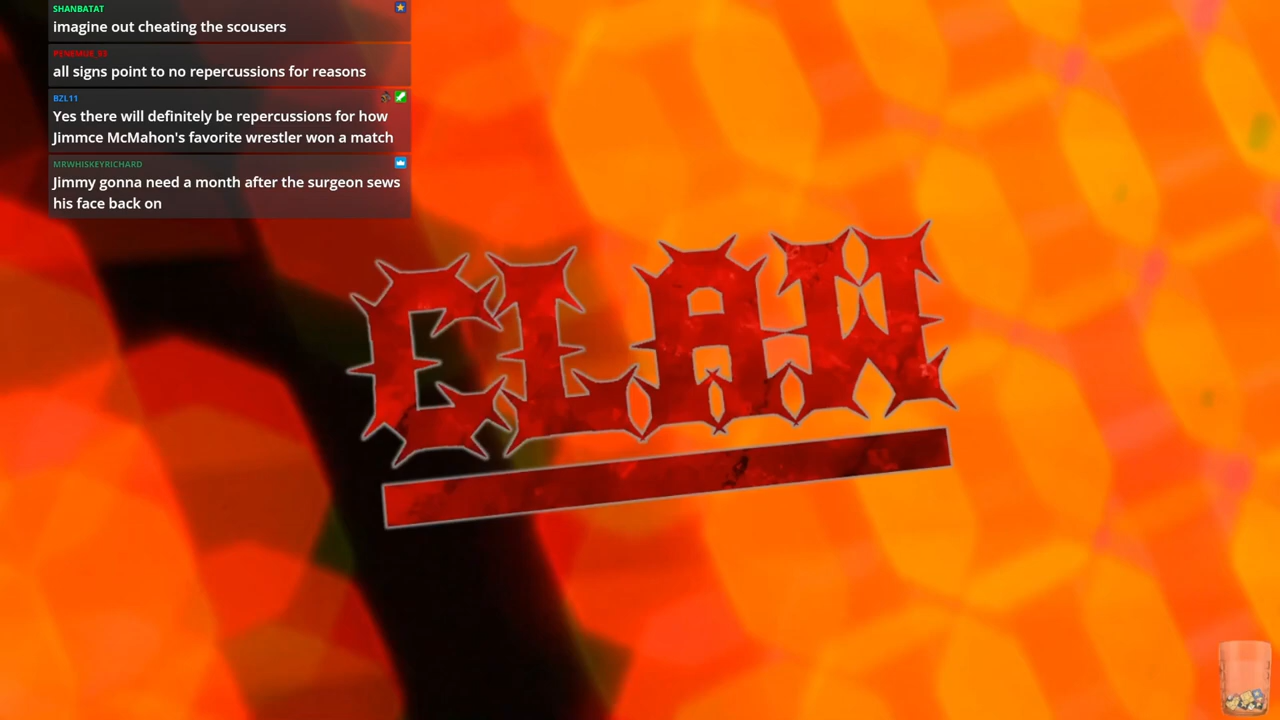 SHANBATAT
imagine out cheating the scousers
PENEMUE_88
all signs point to no repercussions for reasons
BZL11
Yes there will definitely be repercussions for how
Jimmce McMahon's favorite wrestler won a match
MRWHISKEYRICHARD
Jimmy gonna need a month after the surgeon sews
his face back on
CLAW